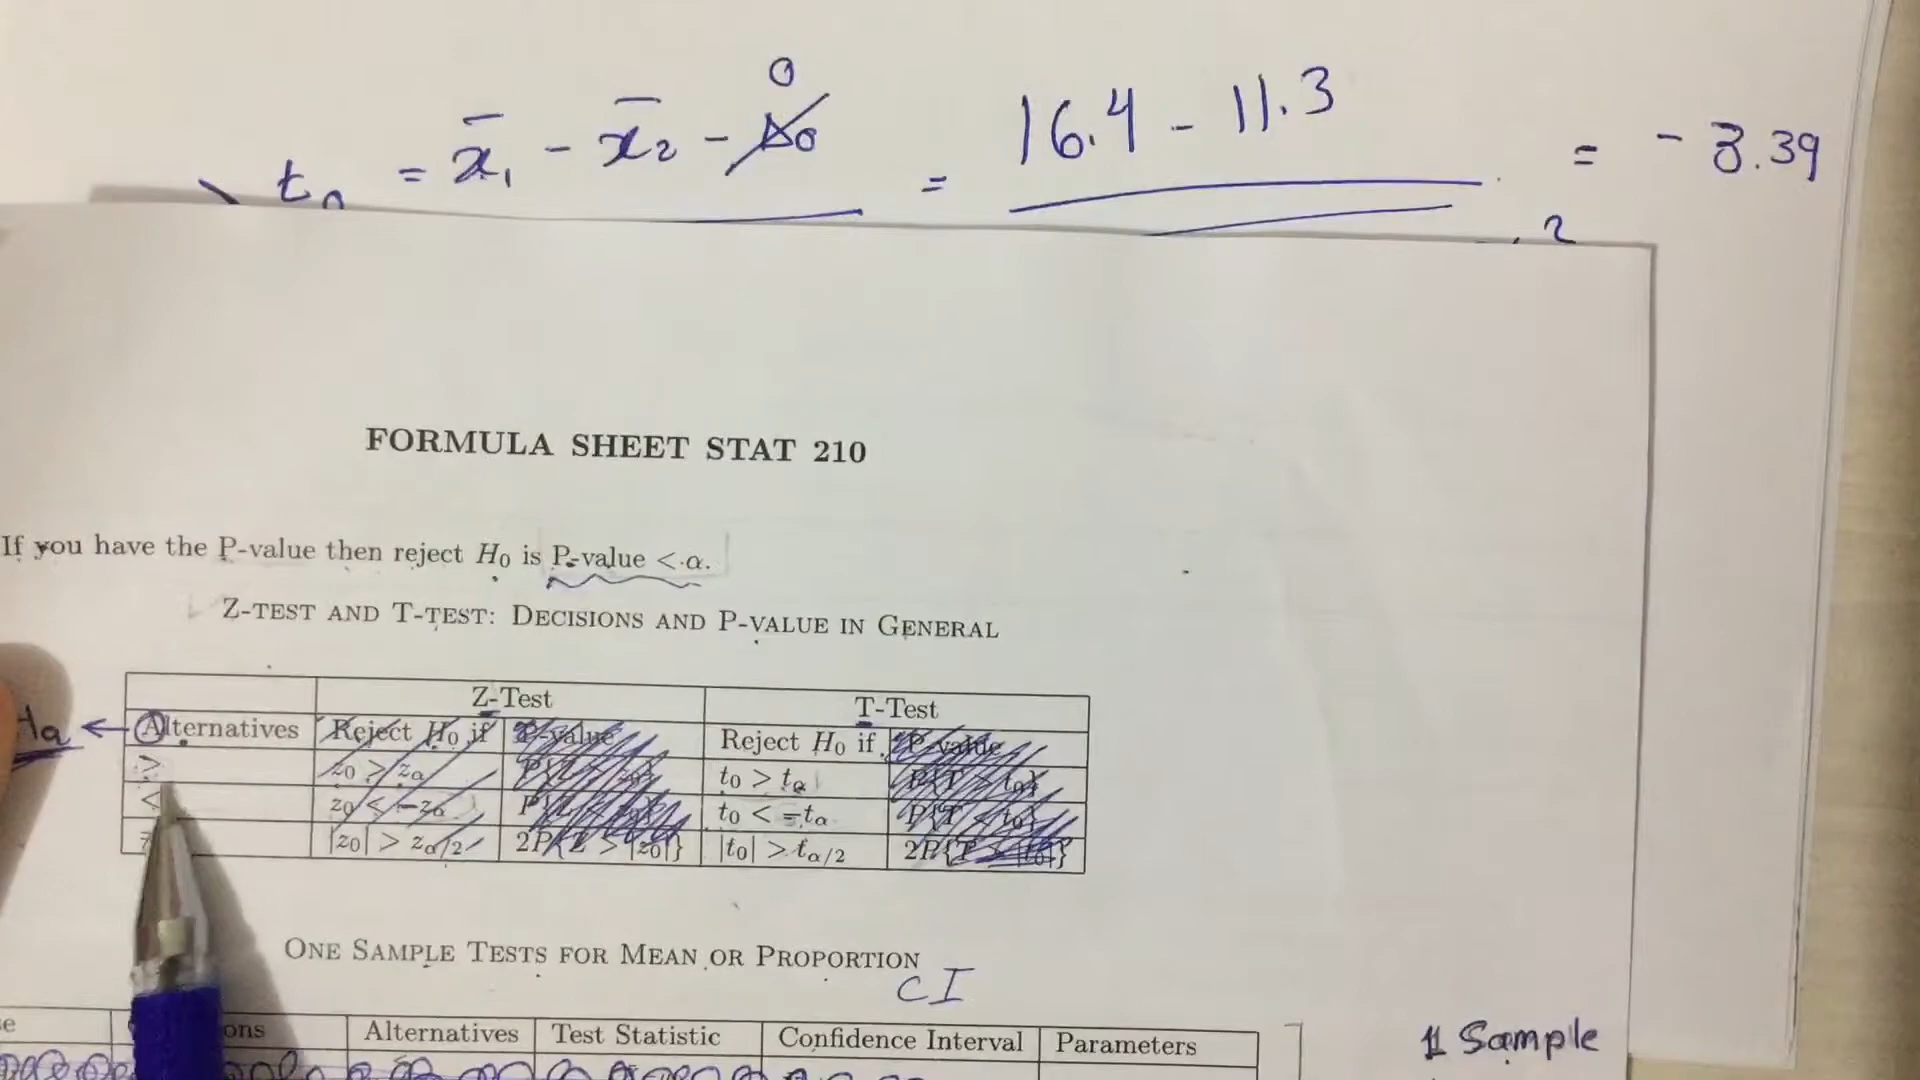 0
t0 = x̄1 - x̄2 - Δ0 = 16.4 - 11.3 = - 3.39
2
FORMULA SHEET STAT 210
If you have the P-value then reject H0 is P-value < α.
Z-TEST AND T-TEST: DECISIONS AND P-VALUE IN GENERAL
Z-Test T-Test
Ha ← Alternatives Reject H0 if P-value Reject H0 if P-value
> z0 > zα t0 > tα
< z0 < -zα t0 < -tα
≠ |z0| > zα/2 2P{Z > |z0|} |t0| > tα/2
ONE SAMPLE TESTS FOR MEAN OR PROPORTION
CI
ons Alternatives Test Statistic Confidence Interval Parameters
1 Sample